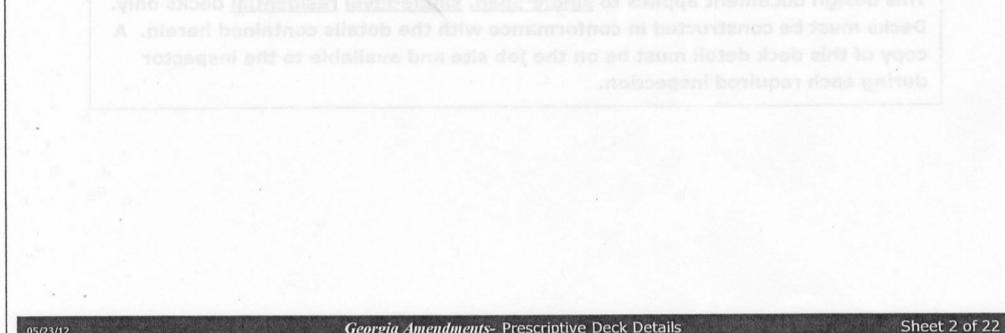 This design document applies to single span, single level residential decks only.
Decks must be constructed in conformance with the details contained herein. A
copy of this deck detail must be on the job site and available to the inspector
during each required inspection.
05/23/12 Georgia Amendments- Prescriptive Deck Details Sheet 2 of 22